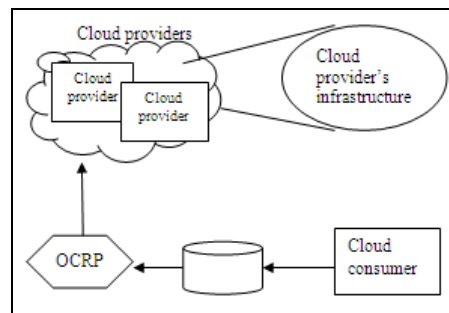 Cloud providers
Cloud
provider
Cloud
provider
Cloud
provider's
infrastructure
OCRP
Cloud
consumer